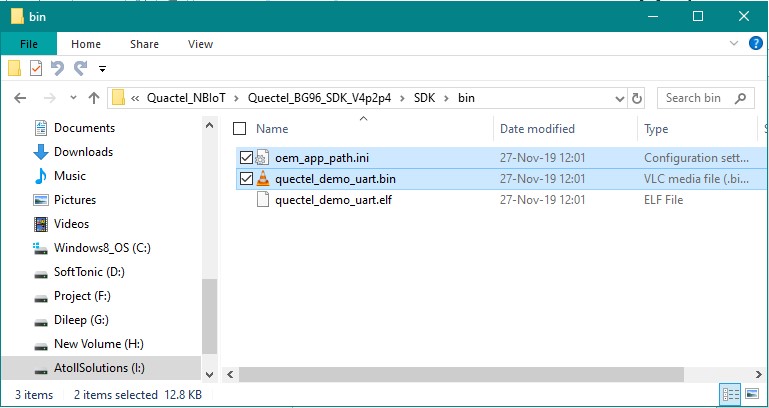 bin
File Home Share View
« Quactel_NBIoT > Quectel_BG96_SDK_V4p2p4 > SDK > bin
Search bin
Name Date modified Type
Documents
Downloads
Music
Pictures
Videos
Windows8_OS (C:)
SoftTonic (D:)
Project (F:)
Dileep (G:)
New Volume (H:)
AtollSolutions (I:)
oem_app_path.ini 27-Nov-19 12:01 Configuration sett...
quectel_demo_uart.bin 27-Nov-19 12:01 VLC media file (.bi...
quectel_demo_uart.elf 27-Nov-19 12:01 ELF File
3 items 2 items selected 12.8 KB